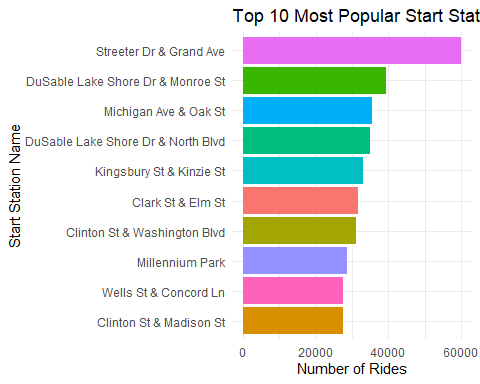 Top 10 Most Popular Start Stat
Start Station Name
Streeter Dr & Grand Ave
DuSable Lake Shore Dr & Monroe St
Michigan Ave & Oak St
DuSable Lake Shore Dr & North Blvd
Kingsbury St & Kinzie St
Clark St & Elm St
Clinton St & Washington Blvd
Millennium Park
Wells St & Concord Ln
Clinton St & Madison St
0 20000 40000 60000
Number of Rides